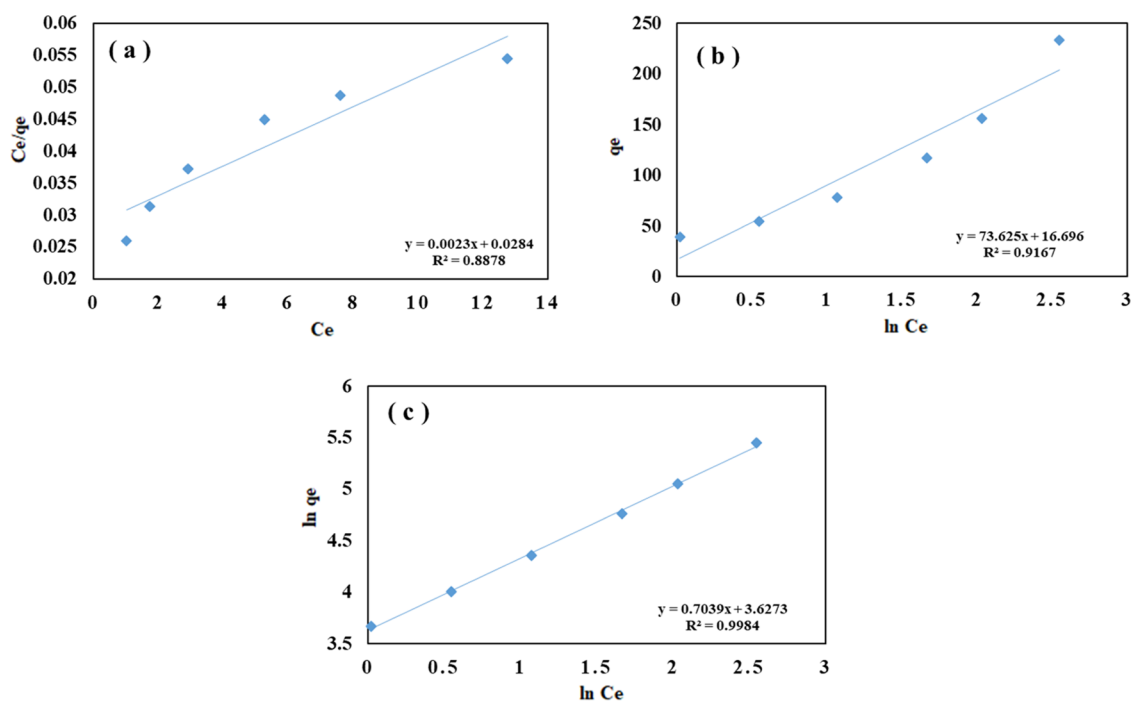 ( a )
0.06
0.055
0.05
0.045
0.04
0.035
0.03
0.025
0.02
Ce/qe
y = 0.0023x + 0.0284
R² = 0.8878
0 2 4 6 8 10 12 14
Ce
( b )
250
200
150
100
50
0
qe
y = 73.625x + 16.696
R² = 0.9167
0 0.5 1 1.5 2 2.5 3
ln Ce
( c )
6
5.5
5
4.5
4
3.5
ln qe
y = 0.7039x + 3.6273
R² = 0.9984
0 0.5 1 1.5 2 2.5 3
ln Ce